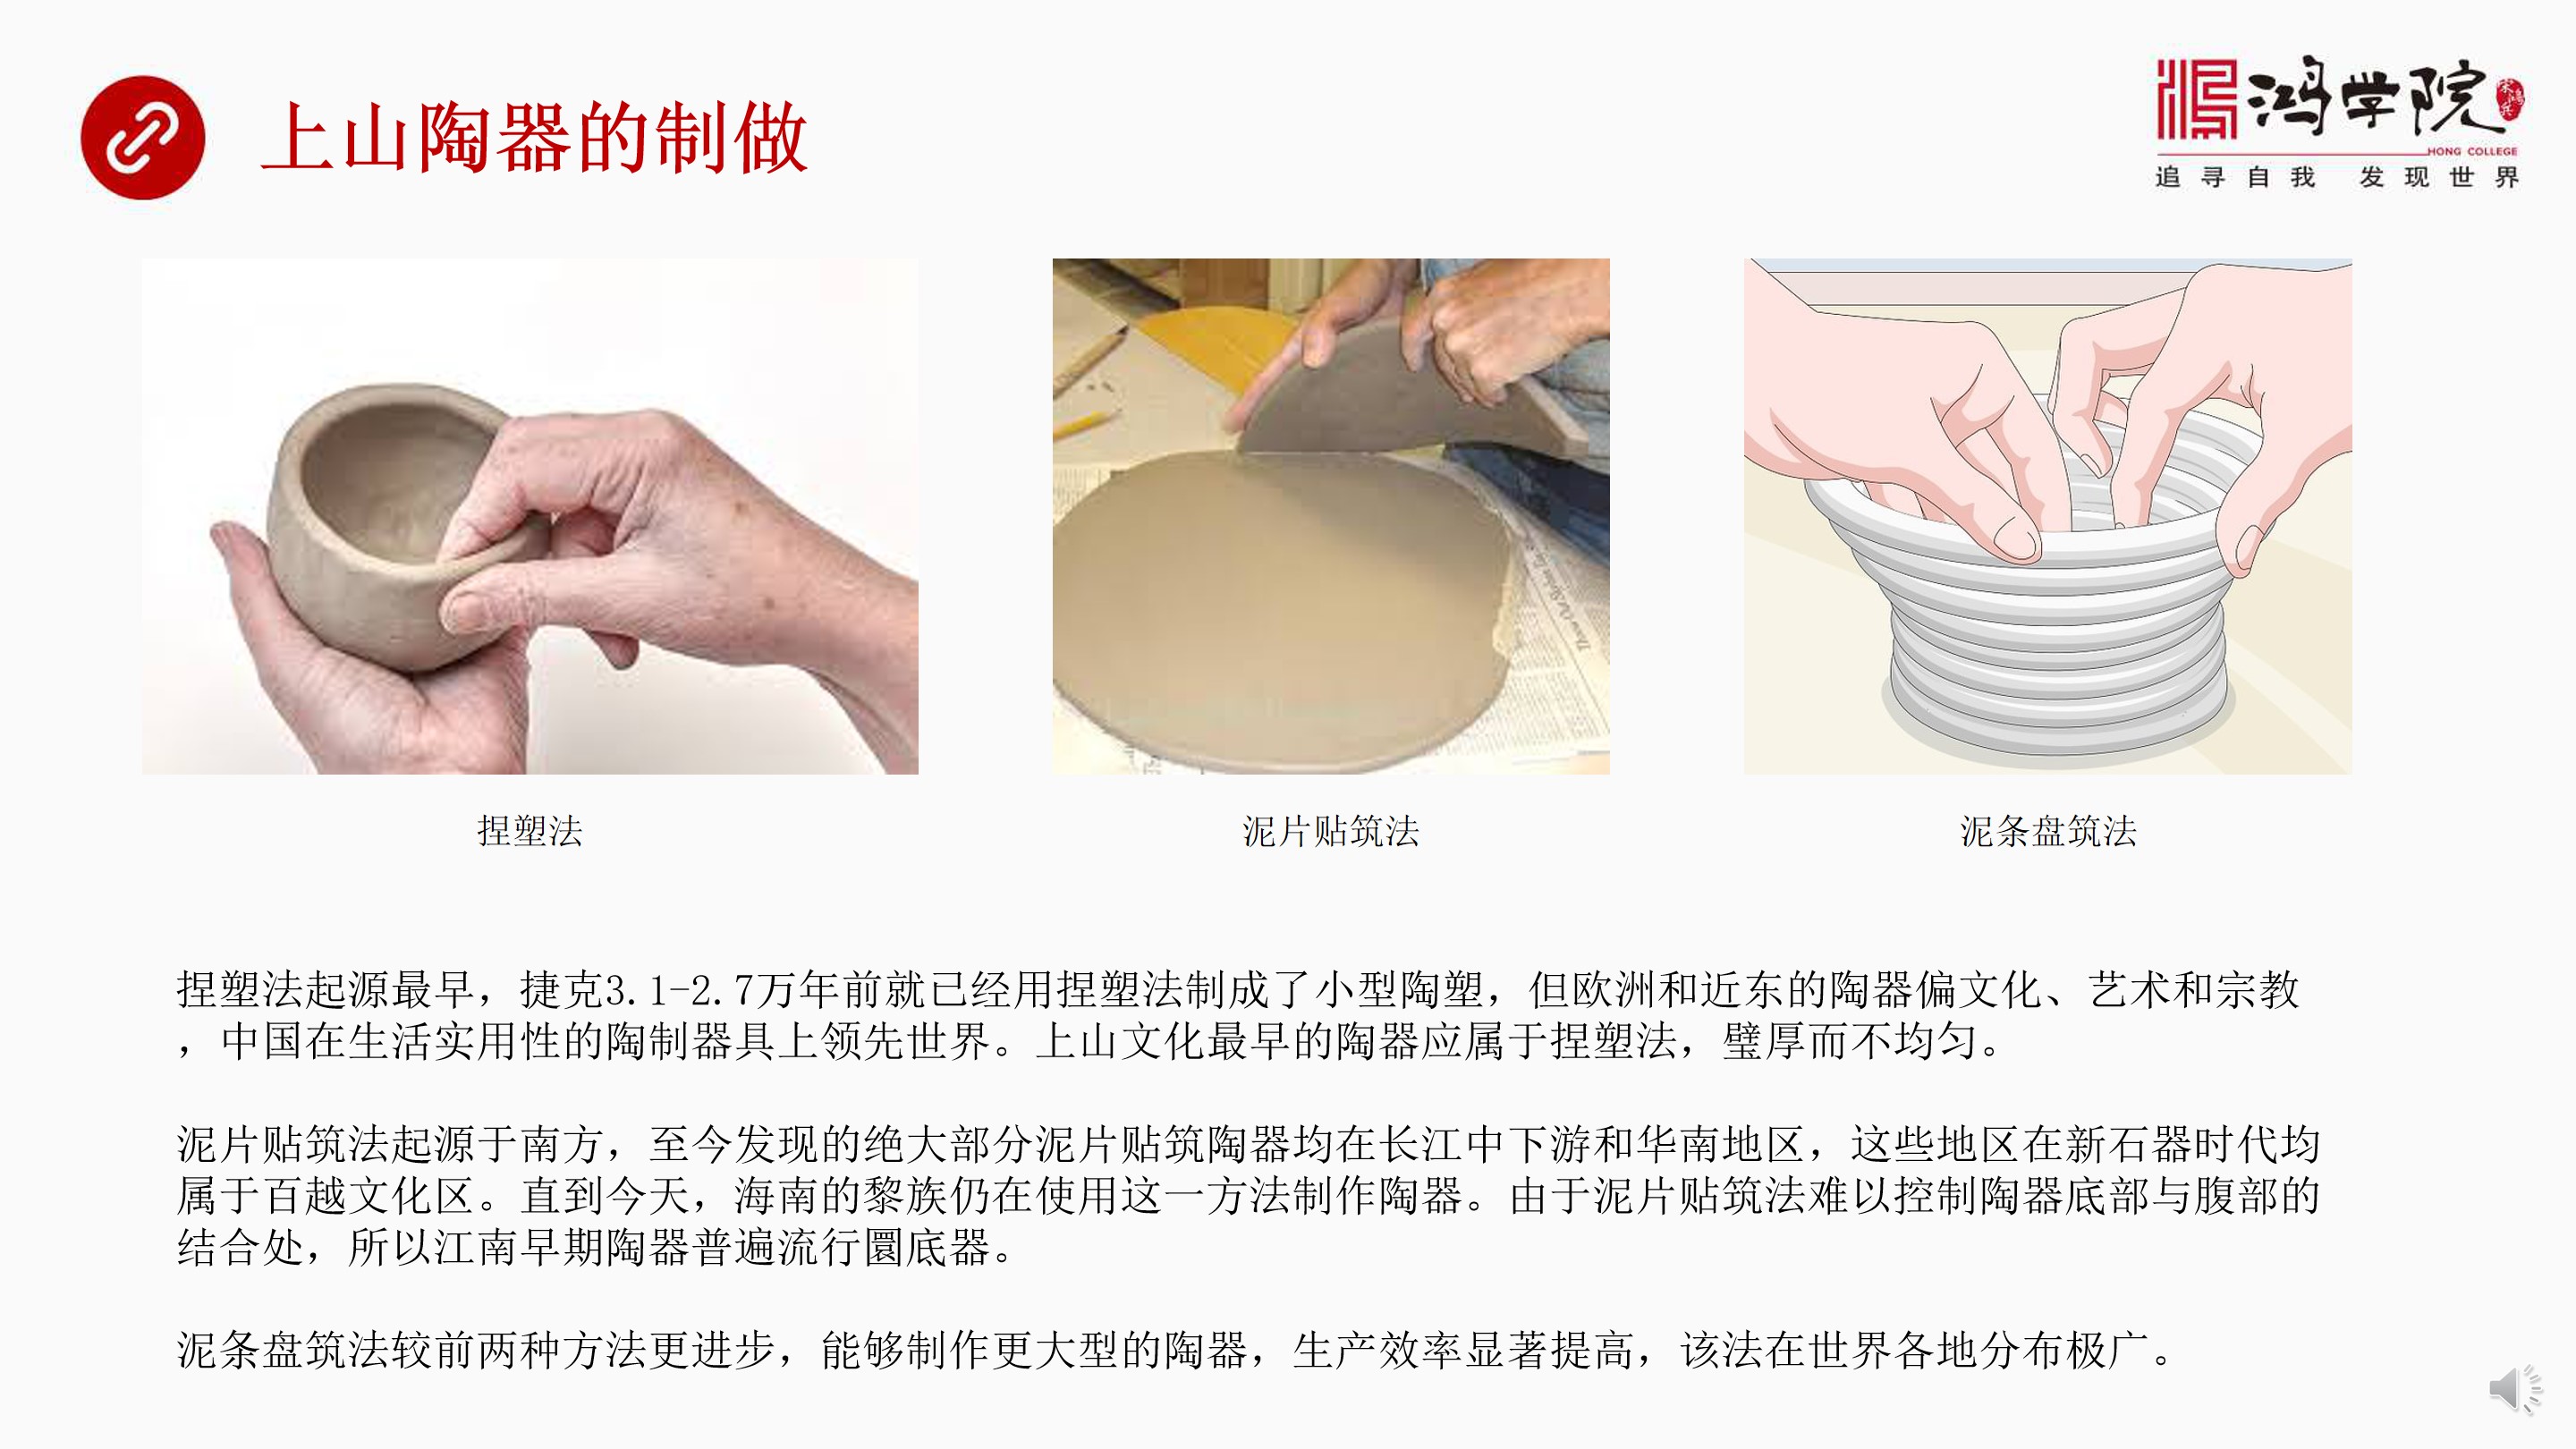 上山陶器的制做
鸿学院
HONG COLLEGE
追寻自我 发现世界
捏塑法
泥片贴筑法
泥条盘筑法
捏塑法起源最早，捷克3.1-2.7万年前就已经用捏塑法制成了小型陶塑，但欧洲和近东的陶器偏文化、艺术和宗教
，中国在生活实用性的陶制器具上领先世界。上山文化最早的陶器应属于捏塑法，璧厚而不均匀。
泥片贴筑法起源于南方，至今发现的绝大部分泥片贴筑陶器均在长江中下游和华南地区，这些地区在新石器时代均
属于百越文化区。直到今天，海南的黎族仍在使用这一方法制作陶器。由于泥片贴筑法难以控制陶器底部与腹部的
结合处，所以江南早期陶器普遍流行圜底器。
泥条盘筑法较前两种方法更进步，能够制作更大型的陶器，生产效率显著提高，该法在世界各地分布极广。